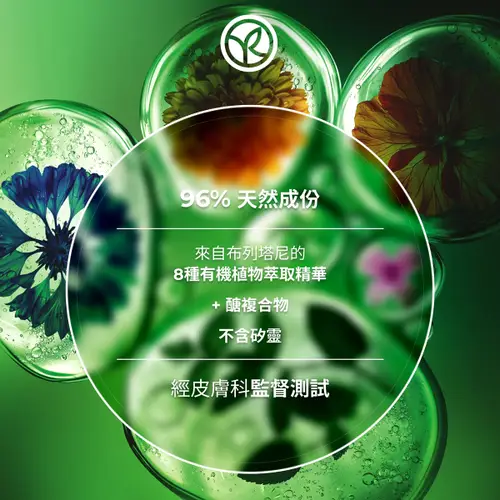 96% 天然成份
來自布列塔尼的
8種有機植物萃取精華
+ 醣複合物
不含矽靈
經皮膚科監督測試